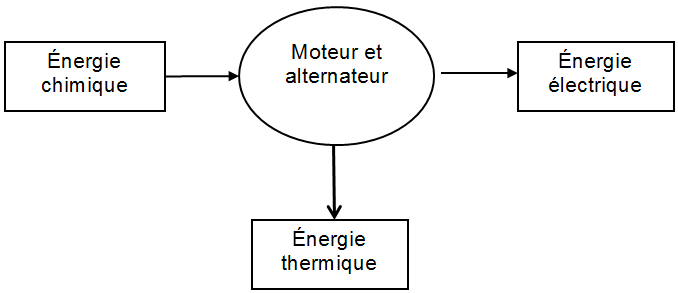 Énergie
chimique
Moteur et
alternateur
Énergie
électrique
Énergie
thermique